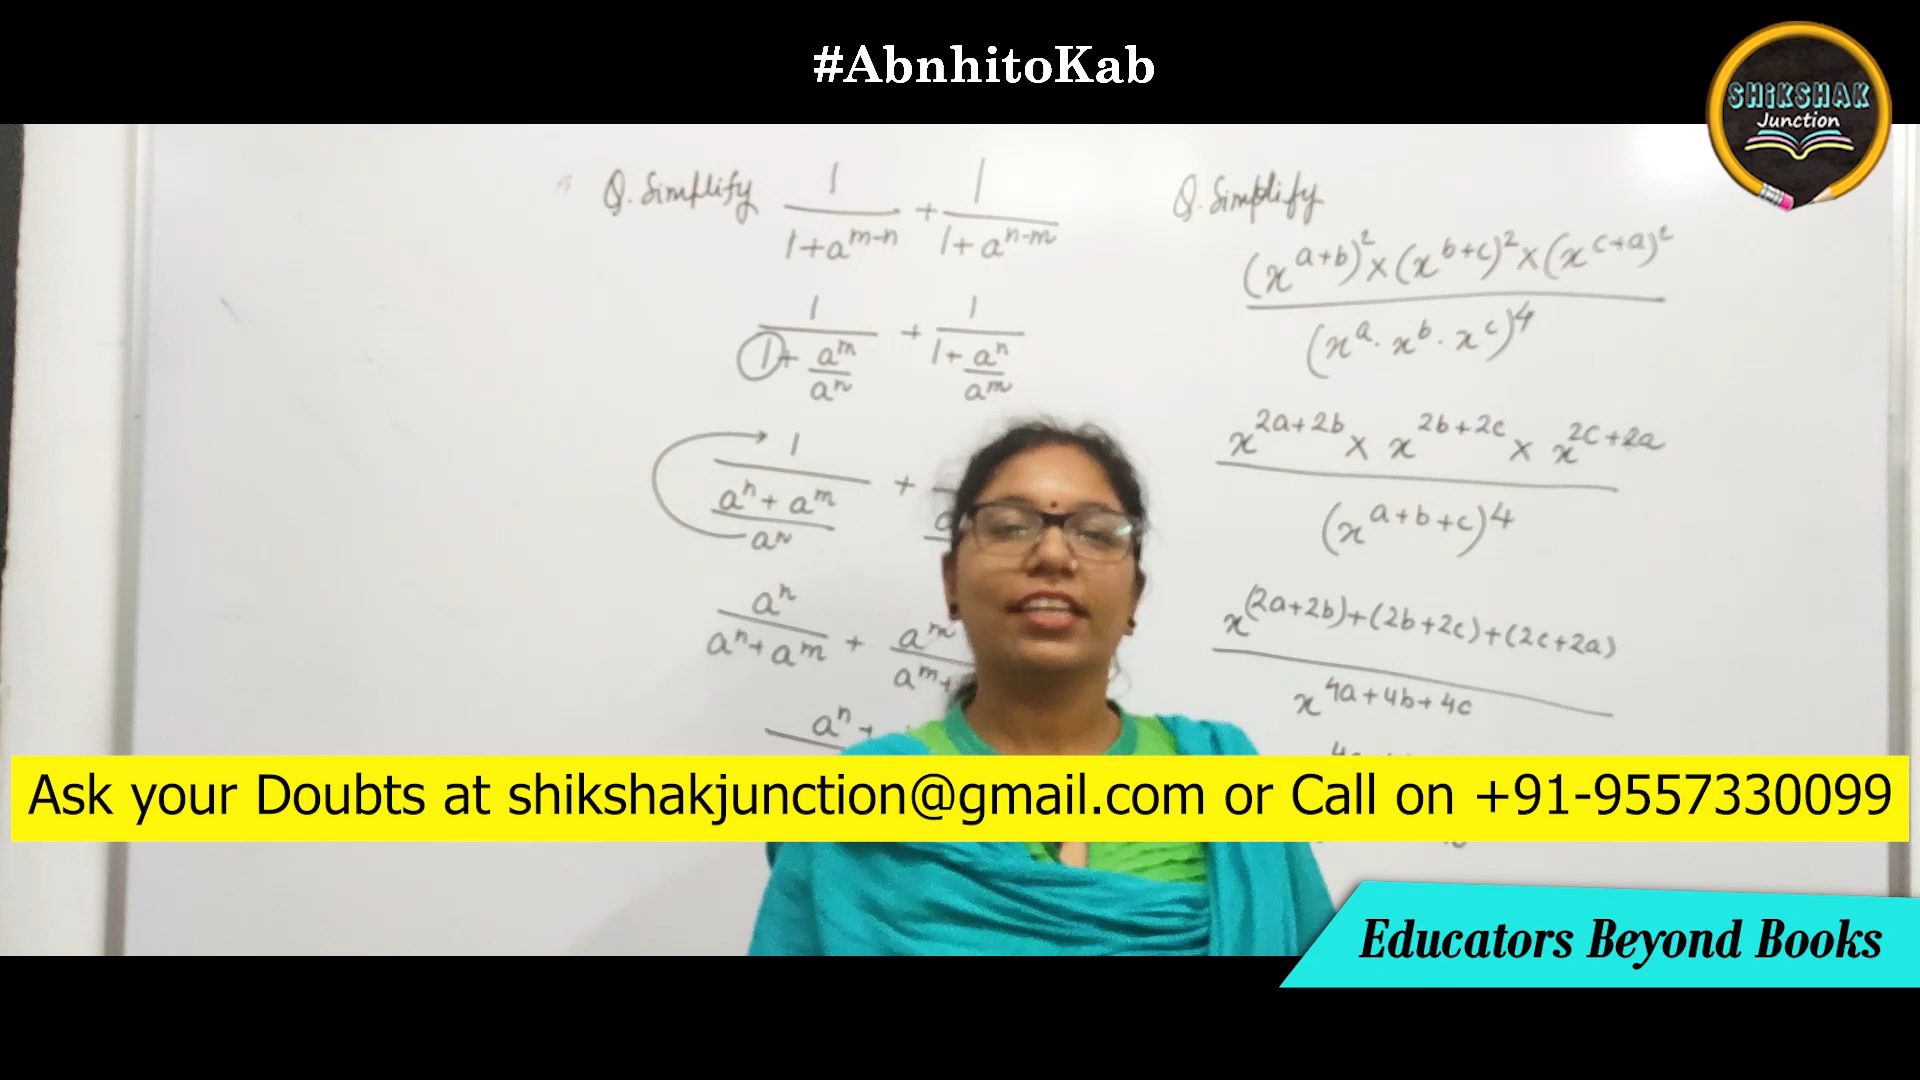 #AbnhitoKab
SHIKSHAK
Junction
Q. Simplify 1/(1+a^(m-n)) + 1/(1+a^(n-m))
1/(1+a^m/a^n) + 1/(1+a^n/a^m)
1/((a^n+a^m)/a^n) +
a^n/(a^n+a^m) + a^m/(a^m+
a^n +
Q. Simplify
(x^(a+b))^2 × (x^(b+c))^2 × (x^(c+a))^2
(x^a · x^b · x^c)^4
x^(2a+2b) × x^(2b+2c) × x^(2c+2a)
(x^(a+b+c))^4
x^((2a+2b)+(2b+2c)+(2c+2a))
x^(4a+4b+4c)
Ask your Doubts at shikshakjunction@gmail.com or Call on +91-9557330099
Educators Beyond Books